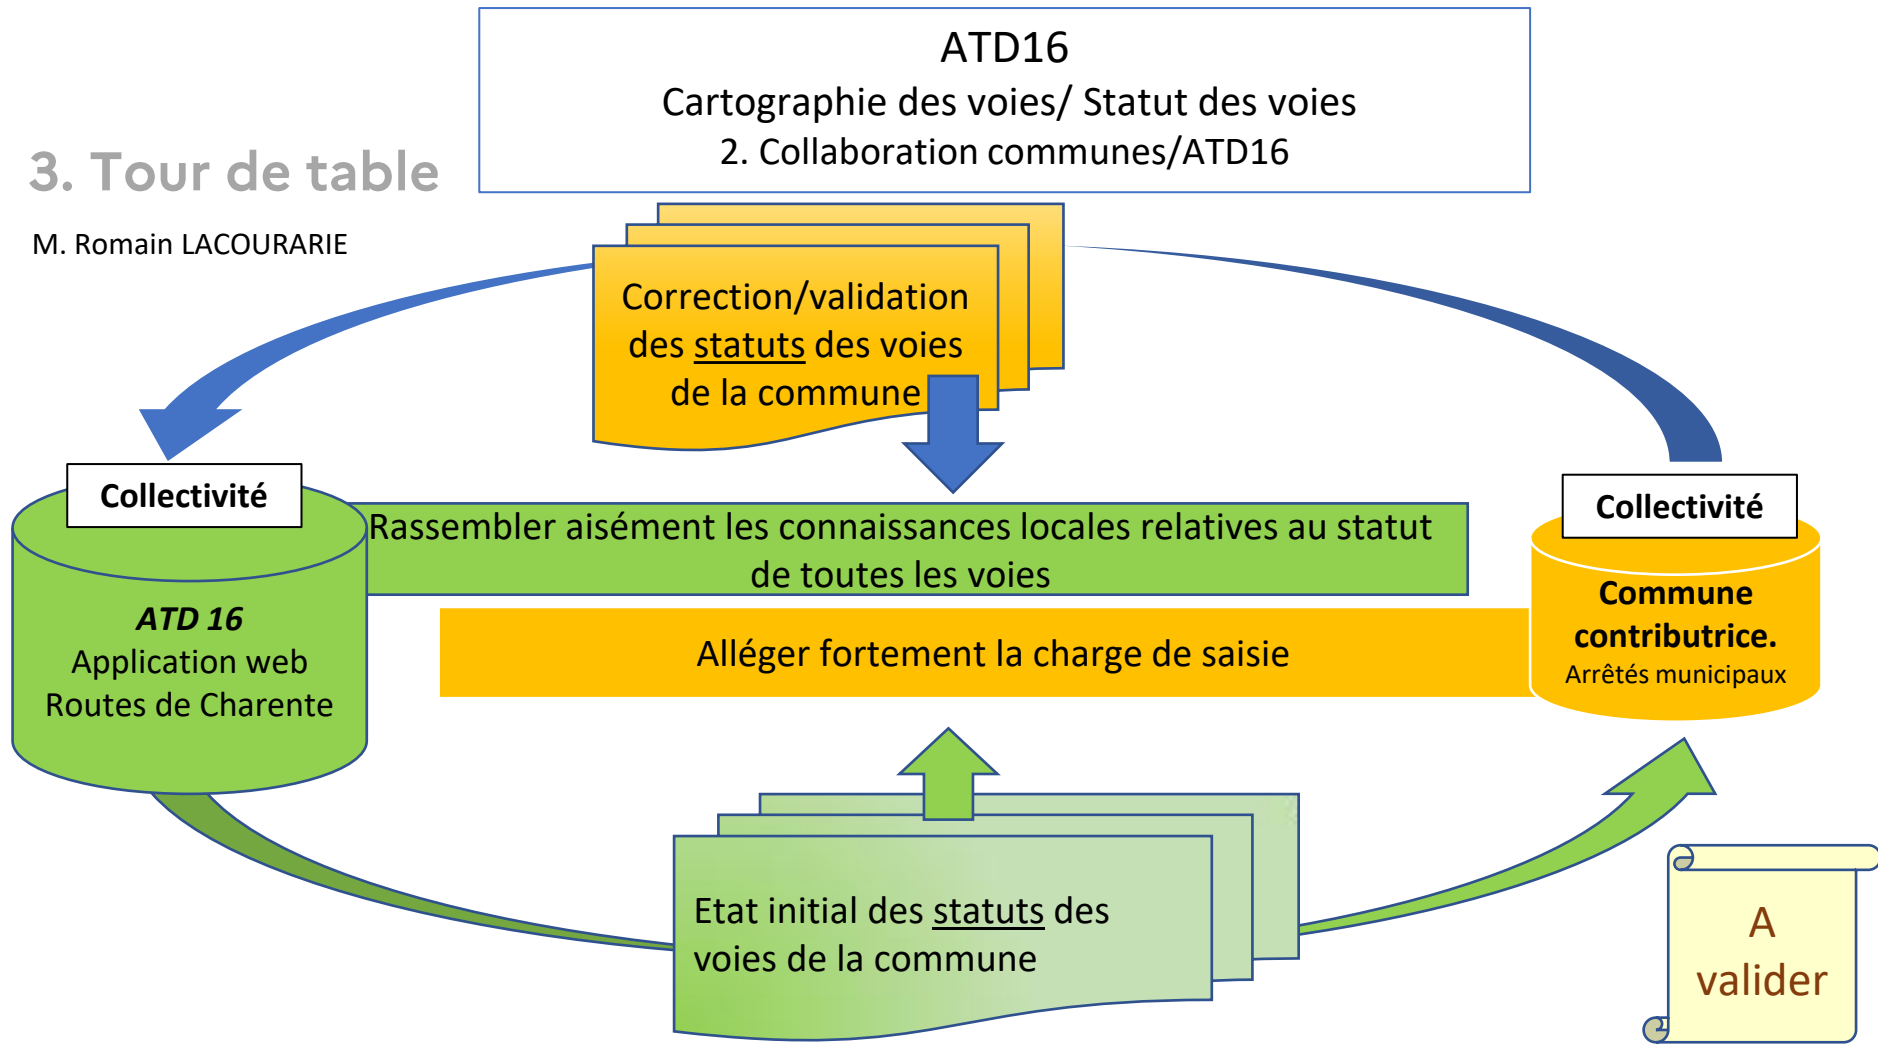 ATD16
Cartographie des voies/ Statut des voies
2. Collaboration communes/ATD16
3. Tour de table
M. Romain LACOURARIE
Correction/validation
des statuts des voies
de la commune
Collectivité
ATD 16
Application web
Routes de Charente
Rassembler aisément les connaissances locales relatives au statut
de toutes les voies
Alléger fortement la charge de saisie
Collectivité
Commune
contributrice.
Arrêtés municipaux
Etat initial des statuts des
voies de la commune
A
valider